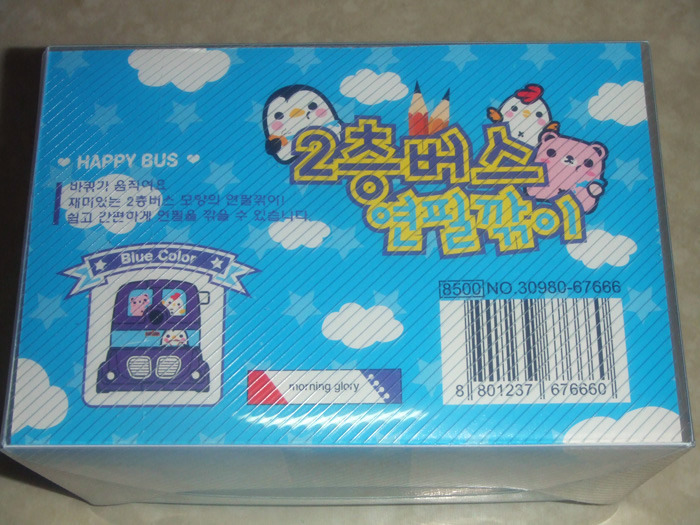 2층버스
연필깎이
♥ HAPPY BUS ♥
바퀴가 움직여요
재미있는 2층버스 모양의 연필깎이!
쉽고 간편하게 연필을 깎을 수 있습니다.
Blue Color
morning glory
8500 NO.30980-67666
8 801237 676660